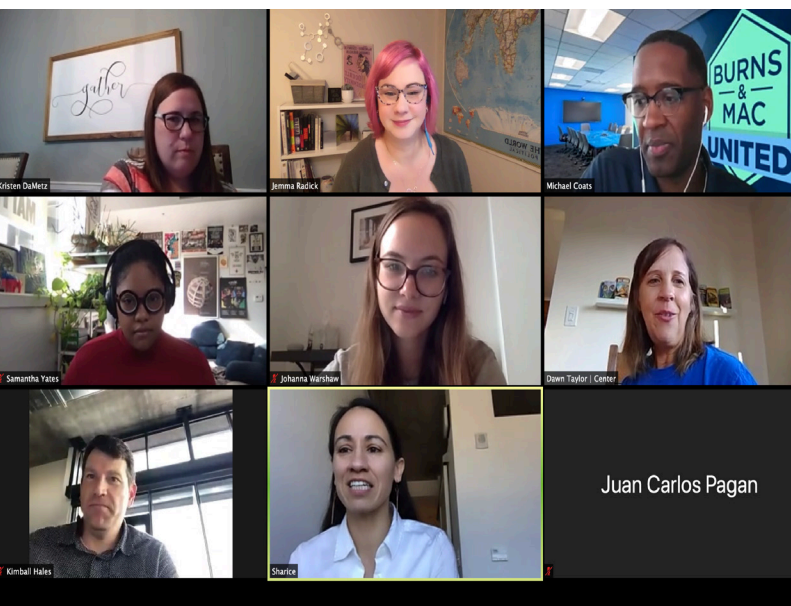 gather
BURNS
&
MAC
UNITED
Kristen DaMetz
Jemma Radick
Michael Coats
Samantha Yates
Johanna Warshaw
Dawn Taylor | Center
Kimball Hales
Sharice
Juan Carlos Pagan